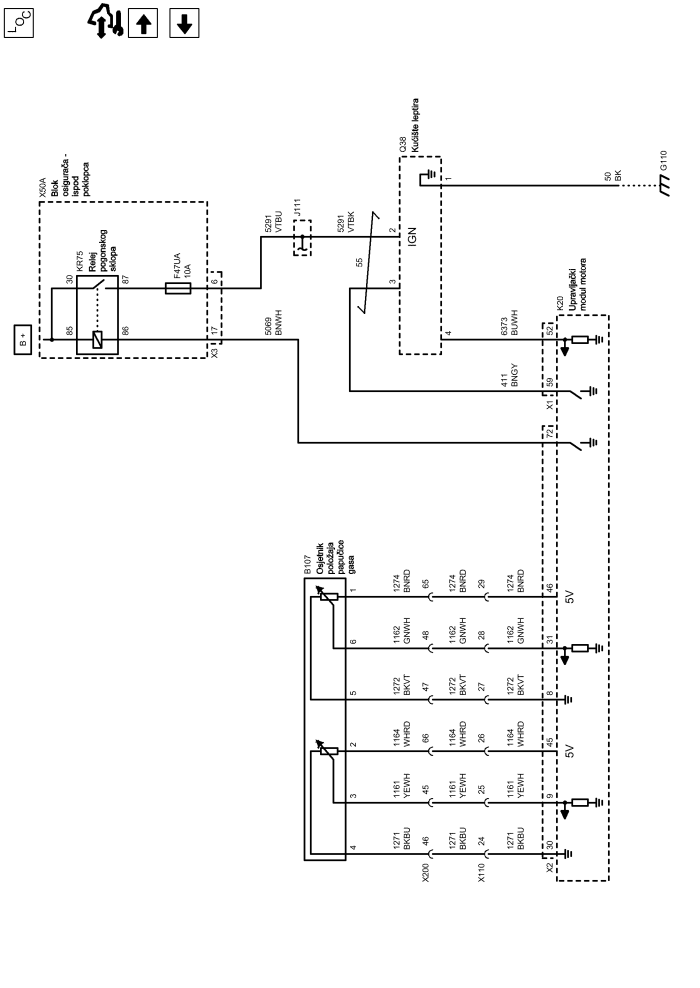 LOC
X50A
Blok
osigurača -
ispod
poklopca
B +
KR75
Relej
pogonskog
sklopa
30
87
85
86
F47UA
10A
6
17
X3
5291
VTBU
J111
5291
VTBK
5069
BNWH
55
Q38
Kućište leptira
IGN
2
3
1
4
50
BK
G110
6373
BUWH
411
BNGY
K20
Upravljački
modul motora
52
59
X1
72
B107
Osjetnik
položaja
papučice
gasa
1
1274
BNRD
65
1274
BNRD
29
1274
BNRD
46
5V
6
1162
GNWH
48
1162
GNWH
28
1162
GNWH
31
5
1272
BKVT
47
1272
BKVT
27
1272
BKVT
8
2
1164
WHRD
66
1164
WHRD
26
1164
WHRD
45
5V
3
1161
YEWH
45
1161
YEWH
25
1161
YEWH
9
4
1271
BKBU
46
1271
BKBU
24
1271
BKBU
30
X200
X110
X2